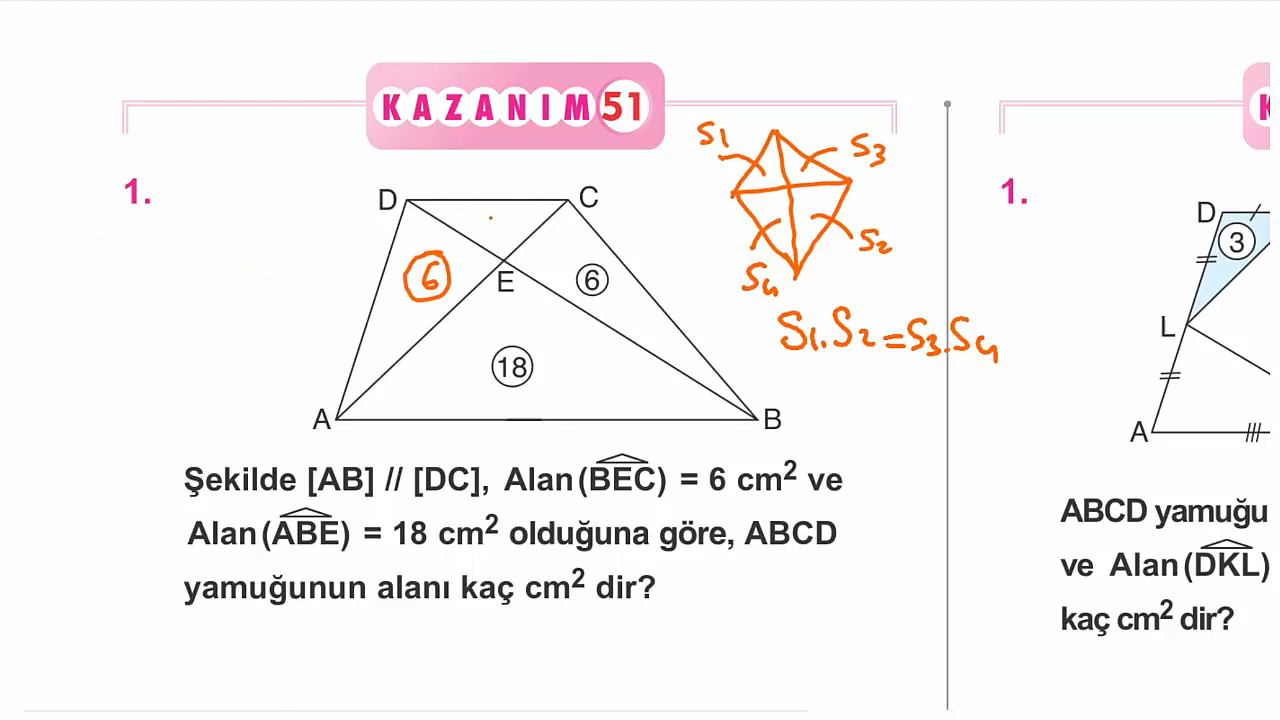 KAZANIM 51
K
1.
D
C
6
E
6
18
A
B
S1
S3
S2
S4
S1.S2=S3.S4
Şekilde [AB] // [DC], Alan(BEC) = 6 cm² ve
Alan(ABE) = 18 cm² olduğuna göre, ABCD
yamuğunun alanı kaç cm² dir?
1.
D
3
L
A
ABCD yamuğu
ve Alan(DKL)
kaç cm² dir?